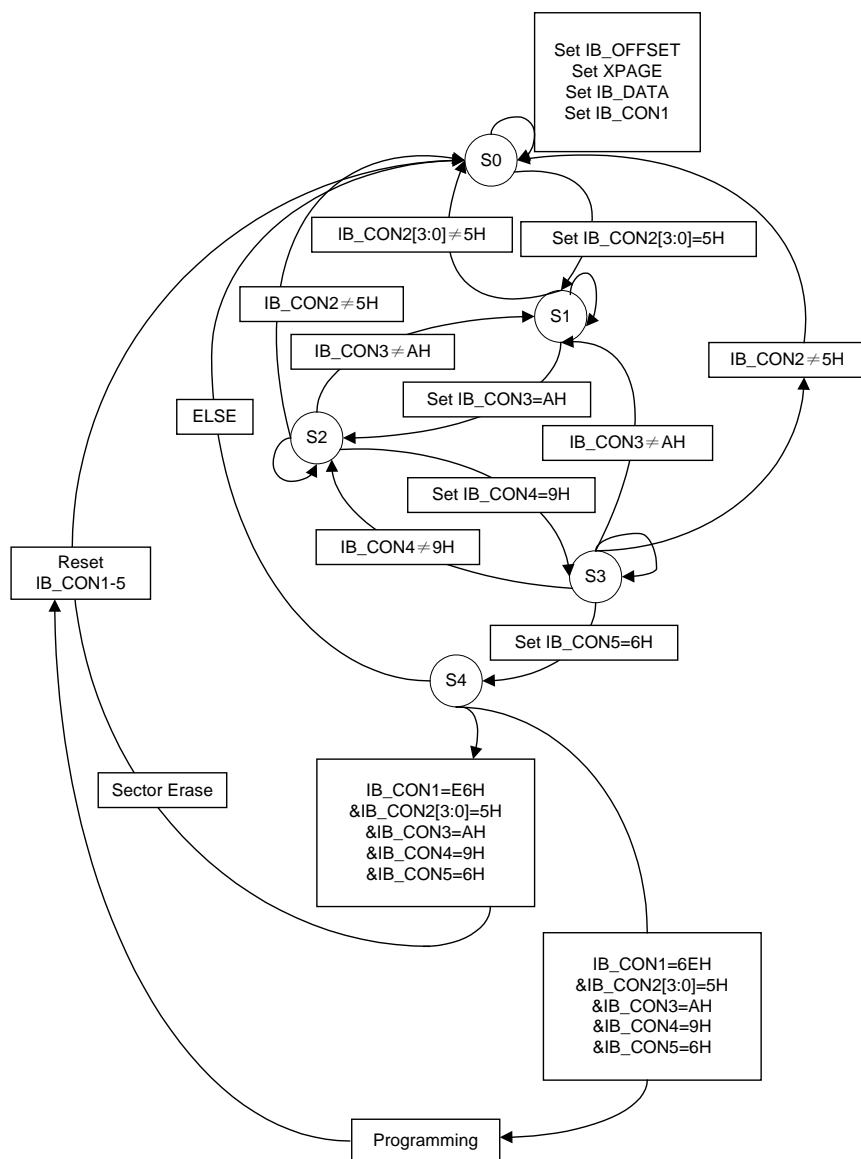 Set IB_OFFSET
Set XPAGE
Set IB_DATA
Set IB_CON1
S0
IB_CON2[3:0]≠5H
Set IB_CON2[3:0]=5H
IB_CON2≠5H
S1
IB_CON3≠AH
IB_CON2≠5H
Set IB_CON3=AH
ELSE
S2
IB_CON3≠AH
Set IB_CON4=9H
IB_CON4≠9H
Reset
IB_CON1-5
S3
Set IB_CON5=6H
S4
Sector Erase
IB_CON1=E6H
&IB_CON2[3:0]=5H
&IB_CON3=AH
&IB_CON4=9H
&IB_CON5=6H
IB_CON1=6EH
&IB_CON2[3:0]=5H
&IB_CON3=AH
&IB_CON4=9H
&IB_CON5=6H
Programming